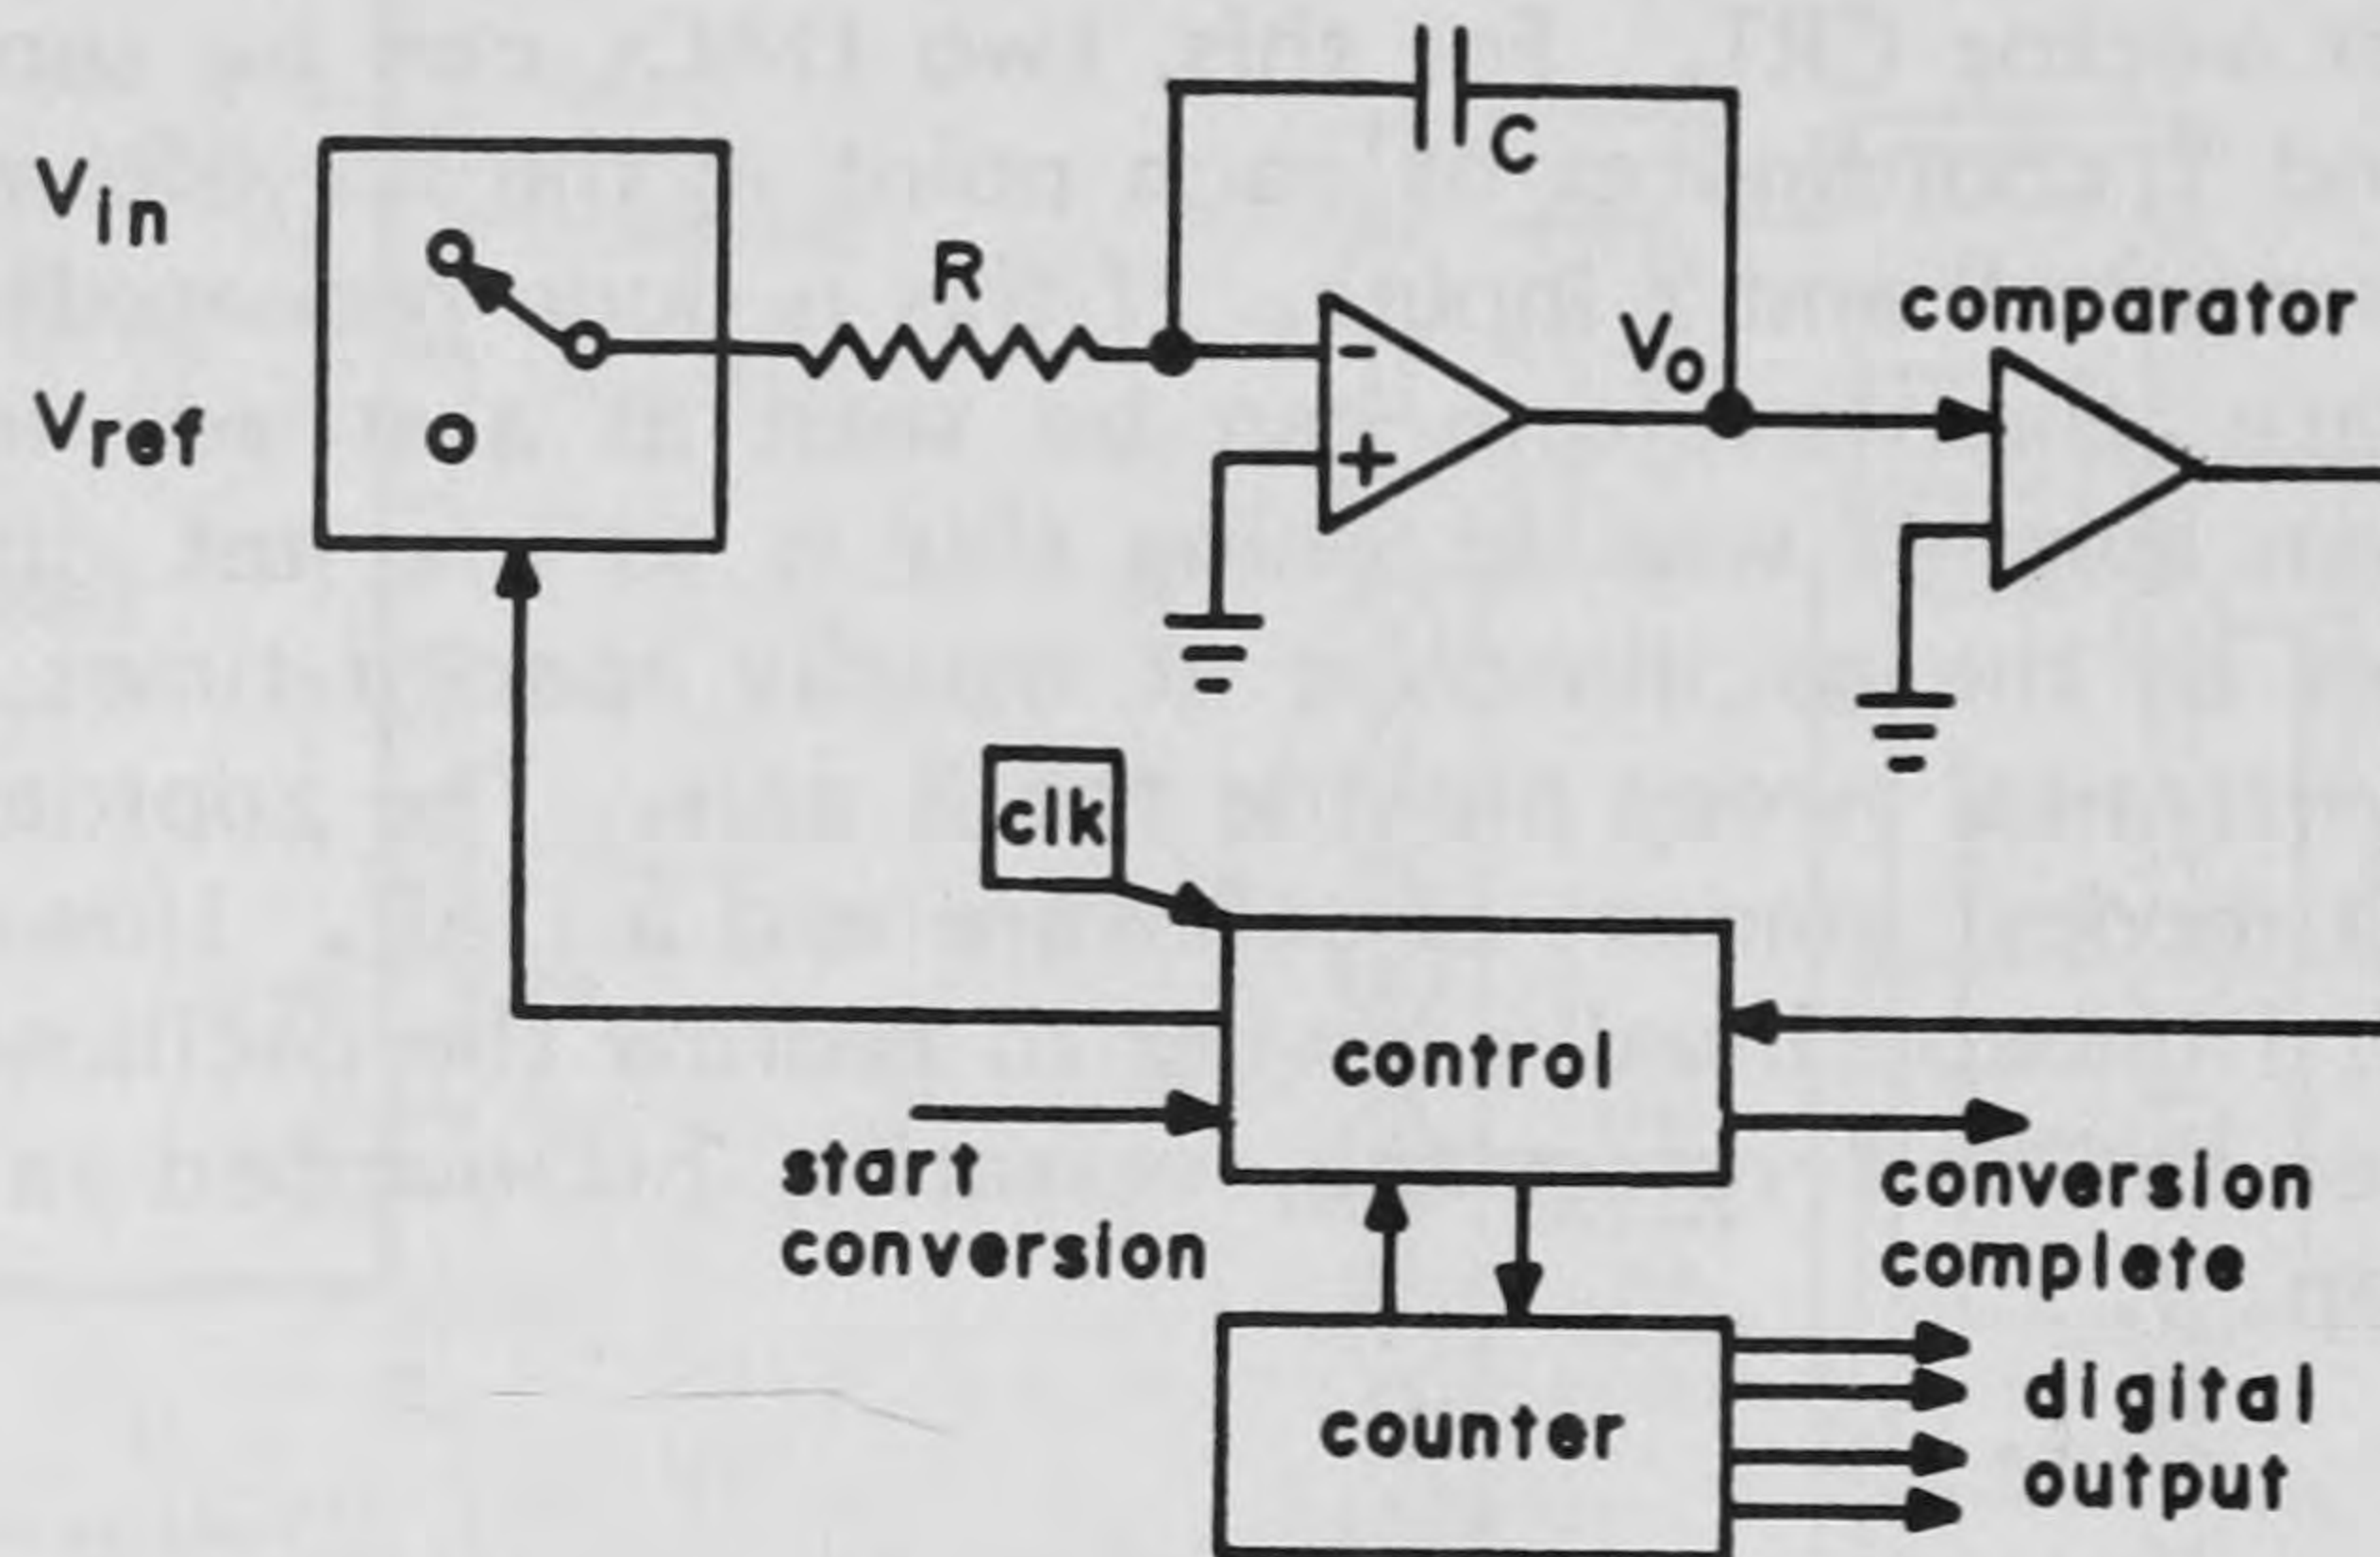 Vin
Vref
R
C
-
+
Vo
comparator
clk
control
start
conversion
conversion
complete
counter
digital
output